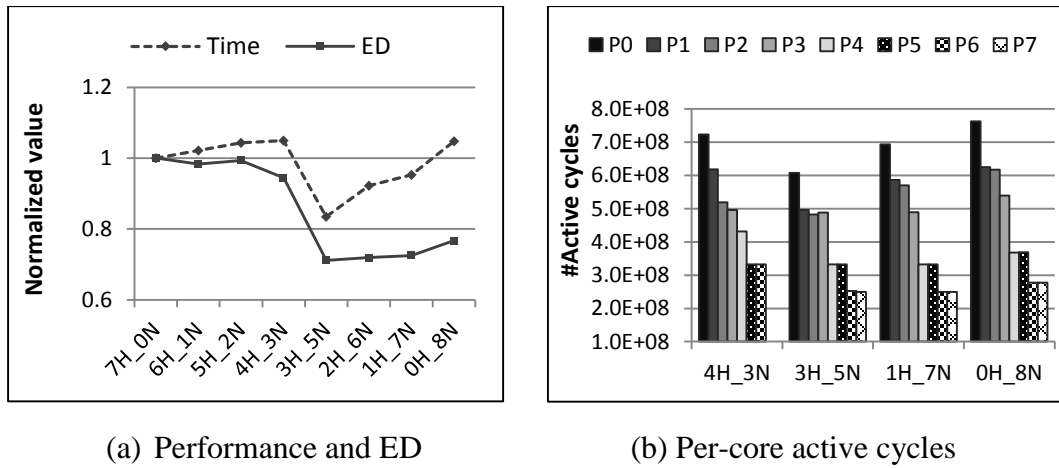 Time ED
Normalized value
1.2
1
0.8
0.6
7H_0N 6H_1N 5H_2N 4H_3N 3H_5N 2H_6N 1H_7N 0H_8N
(a) Performance and ED
P0 P1 P2 P3 P4 P5 P6 P7
#Active cycles
8.0E+08
7.0E+08
6.0E+08
5.0E+08
4.0E+08
3.0E+08
2.0E+08
1.0E+08
4H_3N 3H_5N 1H_7N 0H_8N
(b) Per-core active cycles